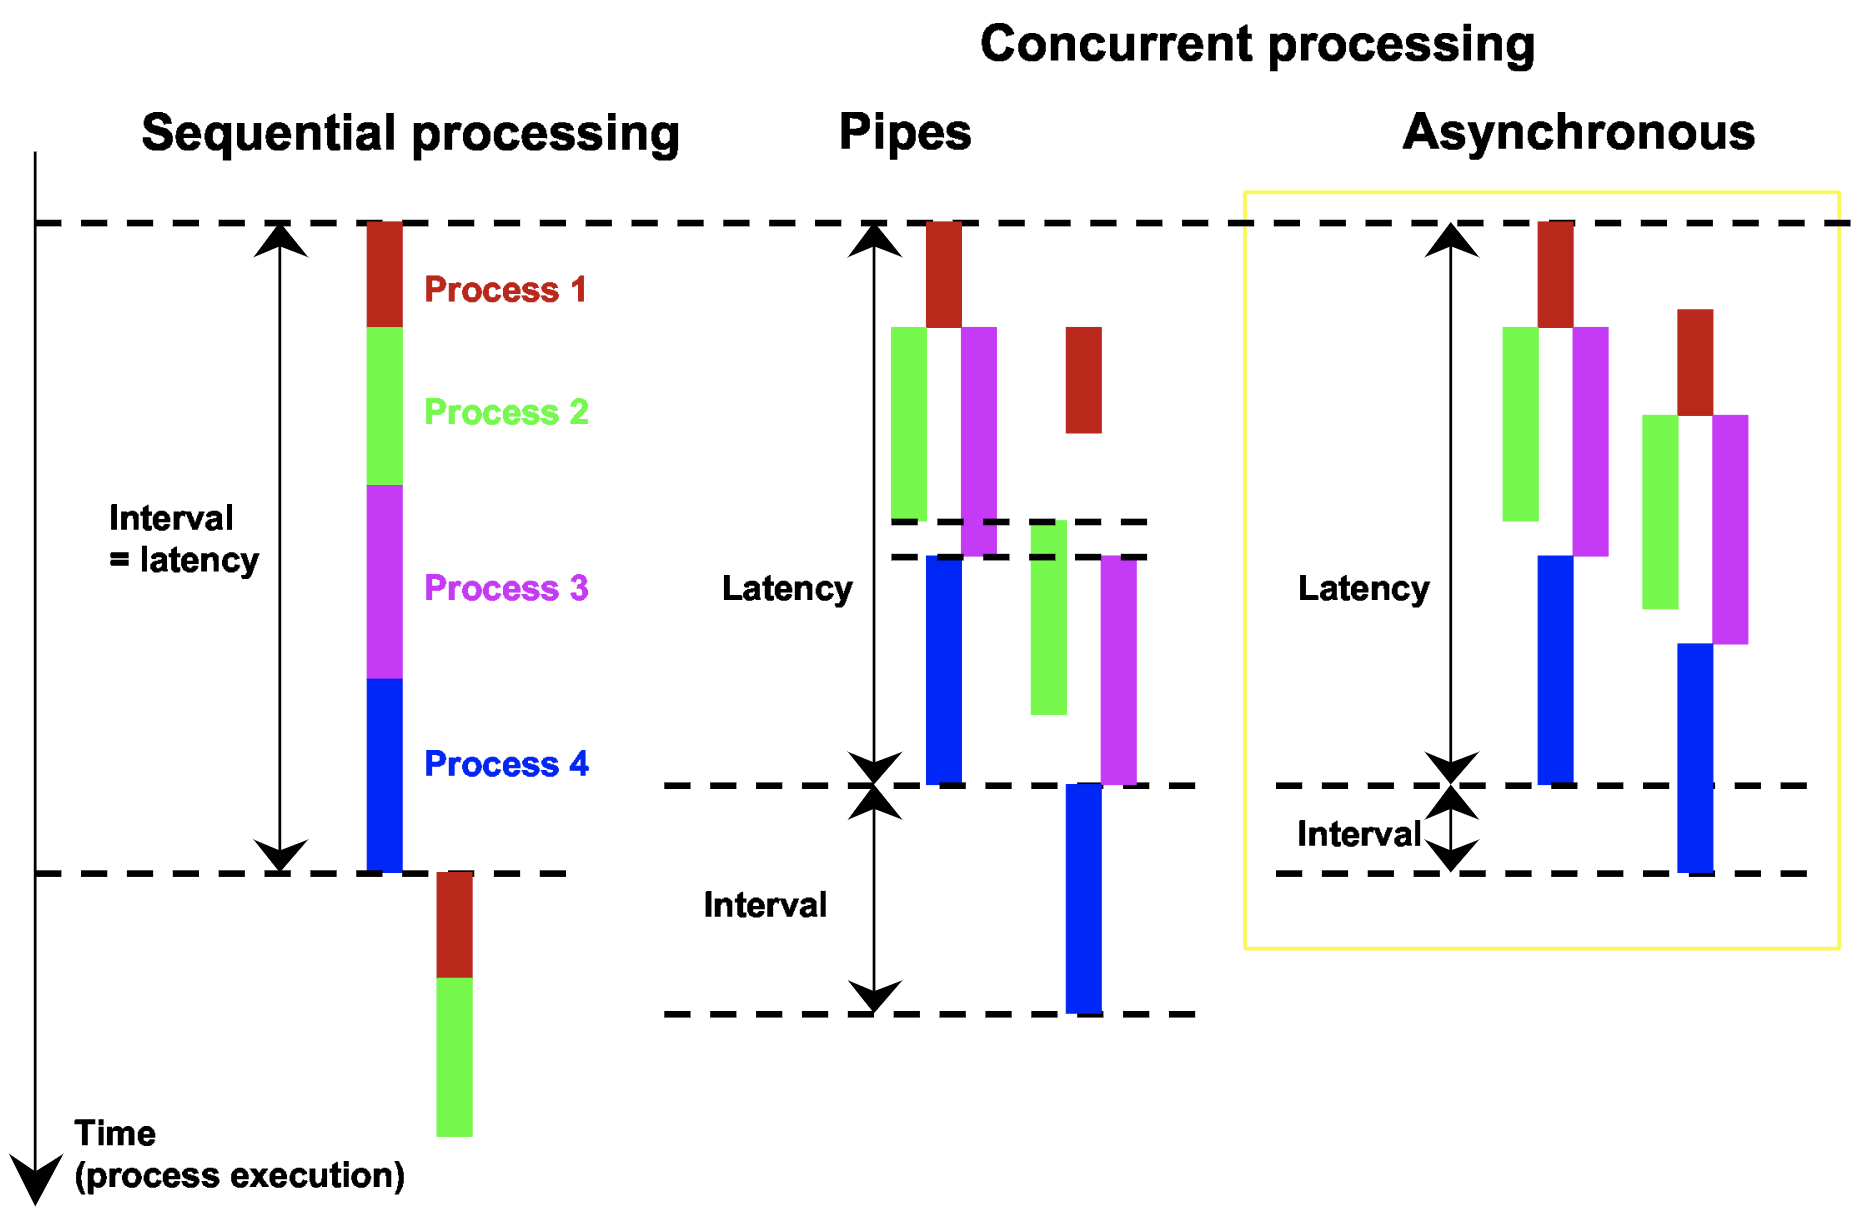 Concurrent processing
Sequential processing
Pipes
Asynchronous
Process 1
Process 2
Interval
= latency
Process 3
Process 4
Latency
Interval
Latency
Interval
Time
(process execution)